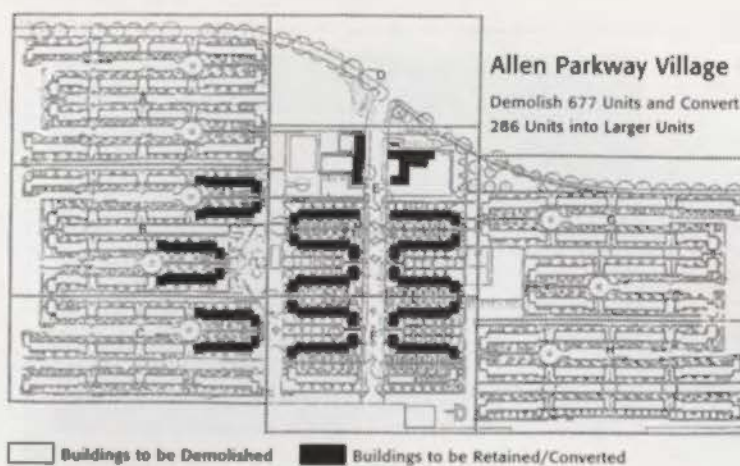 Allen Parkway Village
Demolish 677 Units and Convert
286 Units into Larger Units
D
A
E
B
G
C
F
H
Buildings to be Demolished
Buildings to be Retained/Converted